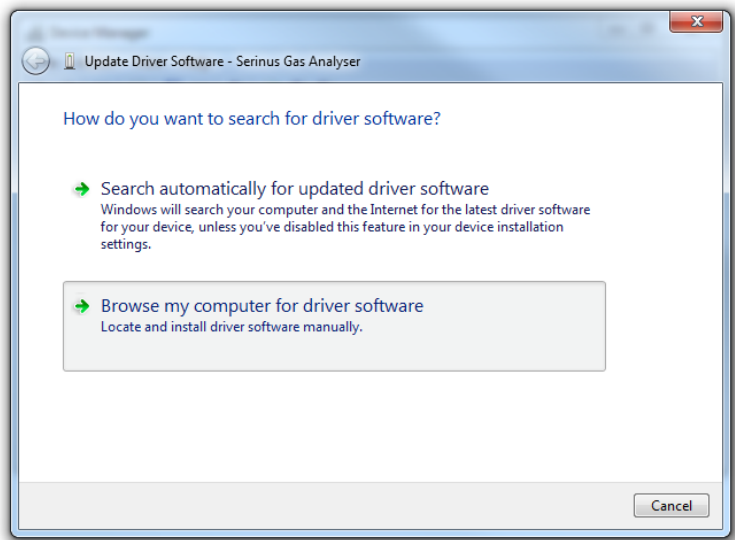 Device Manager
Update Driver Software - Serinus Gas Analyser
How do you want to search for driver software?
Search automatically for updated driver software
Windows will search your computer and the Internet for the latest driver software
for your device, unless you've disabled this feature in your device installation
settings.
Browse my computer for driver software
Locate and install driver software manually.
Cancel